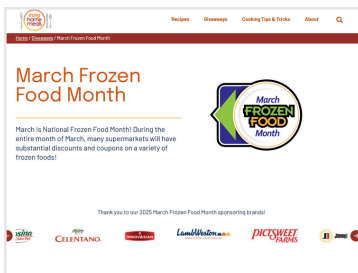 easy
home
meals
Recipes Giveaways Cooking Tips & Tricks About
Home / Giveaways / March Frozen Food Month
March Frozen
Food Month
March is National Frozen Food Month! During the
entire month of March, many supermarkets will have
substantial discounts and coupons on a variety of
frozen foods!
March
FROZEN
FOOD
Month
Thank you to our 2025 March Frozen Food Month sponsoring brands!
CELENTANO.
INNOVASIAN
LambWeston
PICTSWEET
FARMS